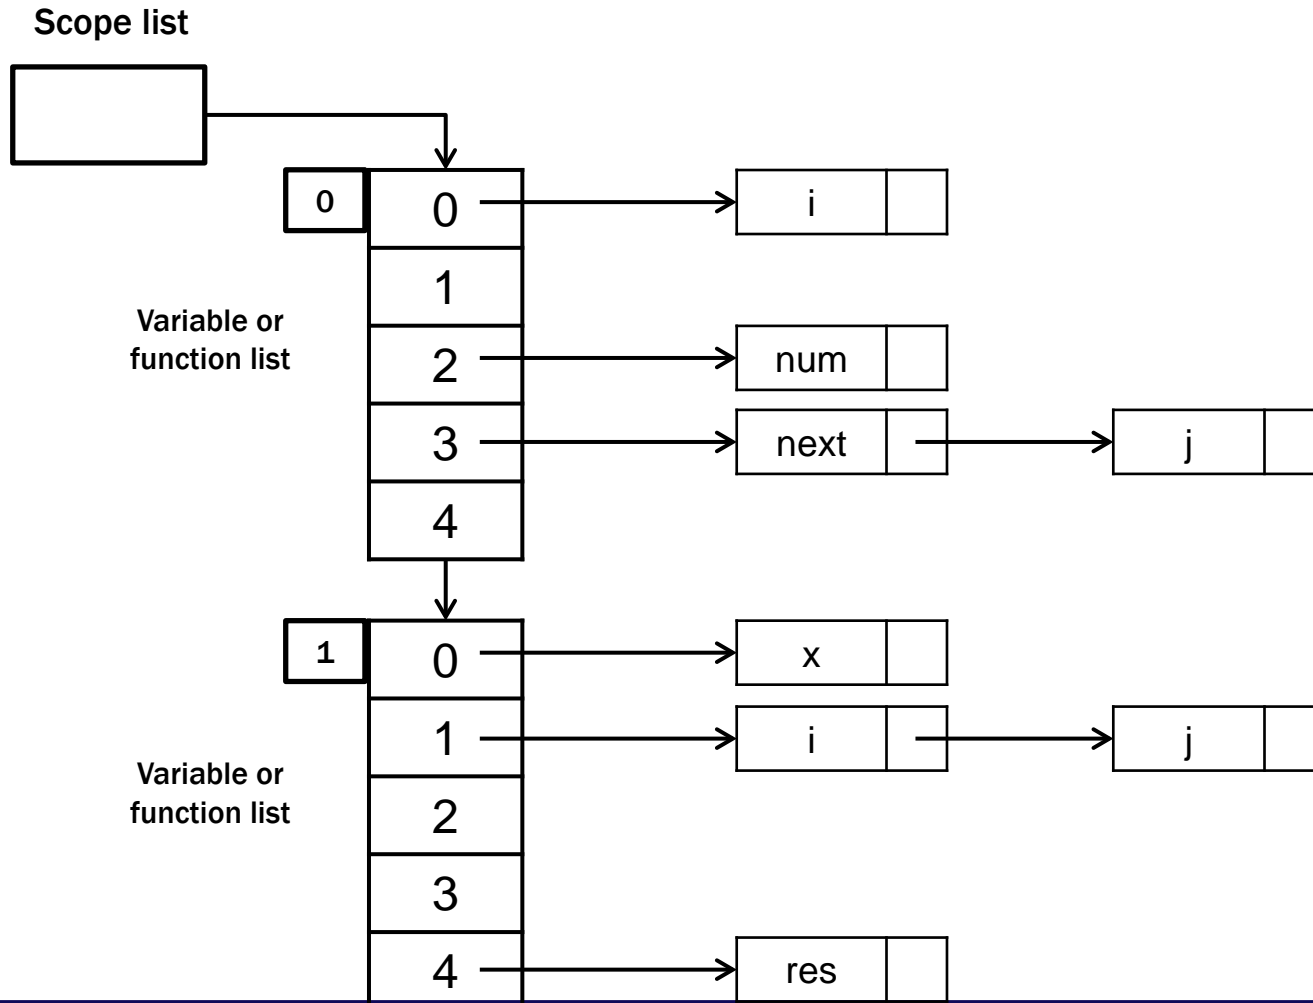 Scope list
0
0
i
1
Variable or
function list
2
num
3
next
j
4
1
0
x
1
i
j
Variable or
function list
2
3
4
res